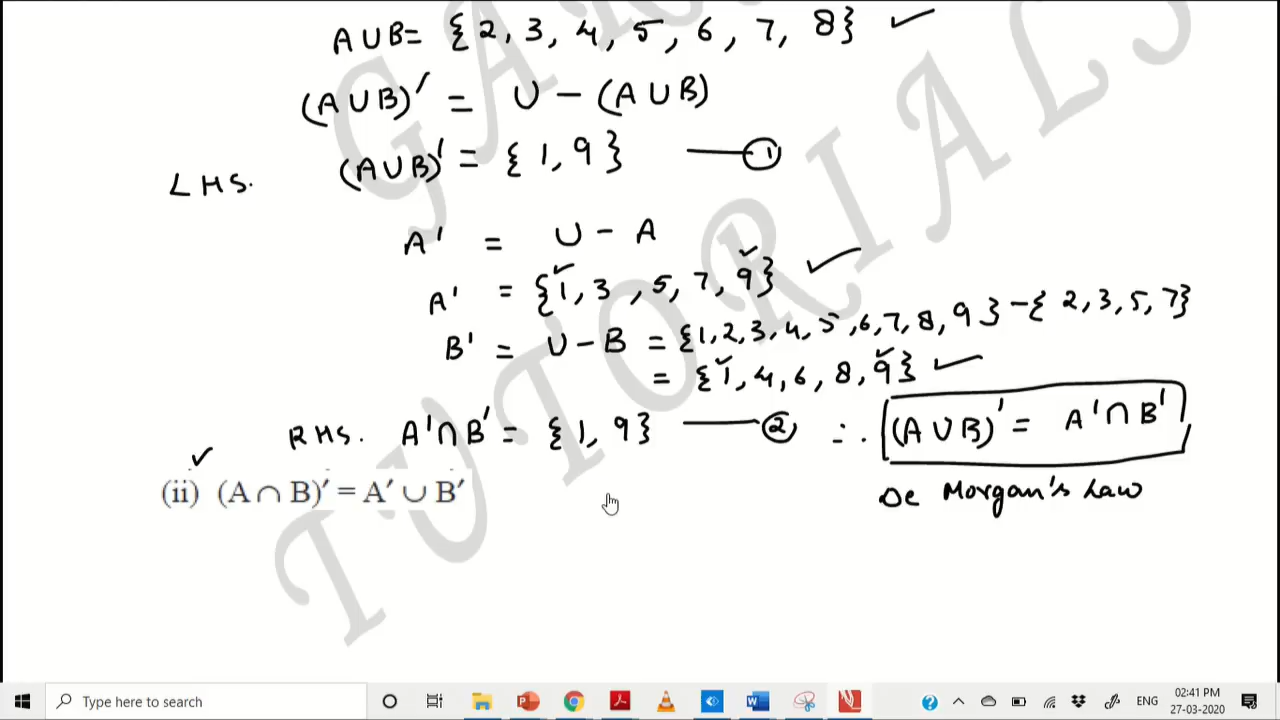 A∪B= {2, 3, 4, 5, 6, 7, 8} ✓
(A∪B)' = ∪ − (A∪B)
(A∪B)' = {1, 9} —— ①
LHS.
A' = ∪ − A
A' = {1, 3, 5, 7, 9} ✓
B' = ∪ − B = {1, 2, 3, 4, 5, 6, 7, 8, 9} − {2, 3, 5, 7}
= {1, 4, 6, 8, 9} ✓
RHS. A'∩B' = {1, 9} —— ② ∴ (A∪B)' = A'∩B'
(ii) (A ∩ B)′ = A′ ∪ B′
De Morgan's Law
TUTORIALS
Type here to search
ENG
02:41 PM
27-03-2020